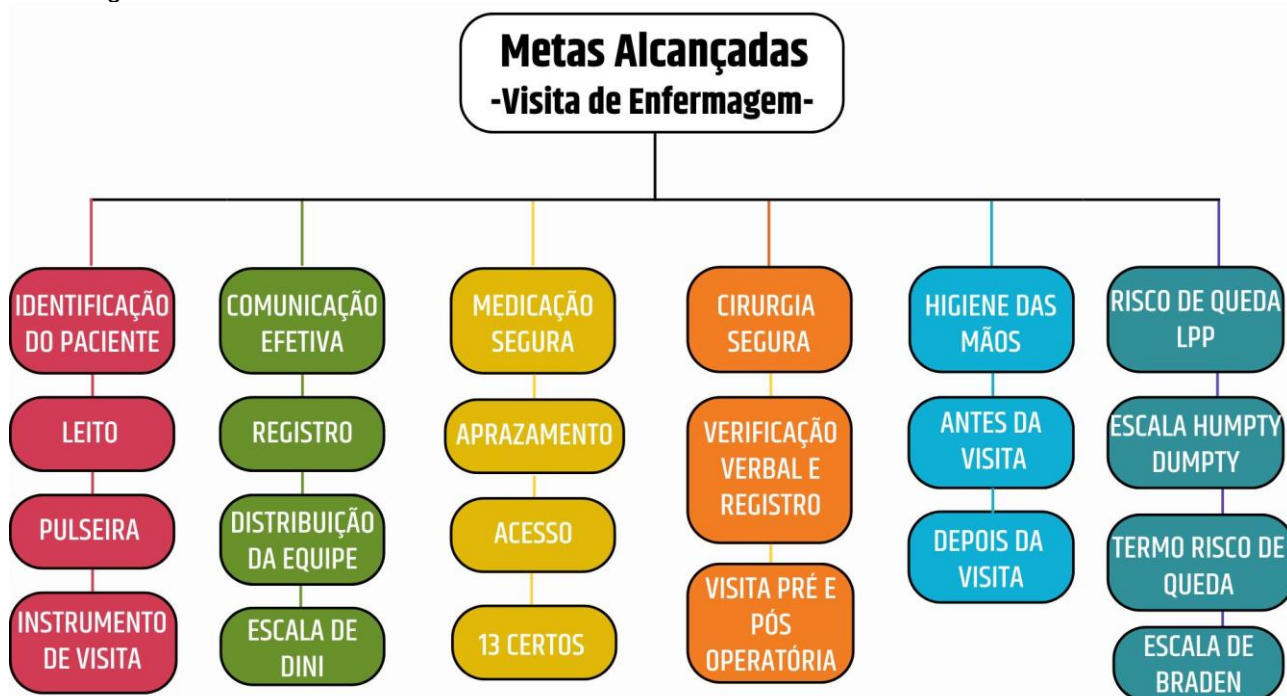 Metas Alcançadas
-Visita de Enfermagem-
IDENTIFICAÇÃO
DO PACIENTE
LEITO
PULSEIRA
INSTRUMENTO
DE VISITA
COMUNICAÇÃO
EFETIVA
REGISTRO
DISTRIBUIÇÃO
DA EQUIPE
ESCALA DE
DINI
MEDICAÇÃO
SEGURA
APRAZAMENTO
ACESSO
13 CERTOS
CIRURGIA
SEGURA
VERIFICAÇÃO
VERBAL E
REGISTRO
VISITA PRÉ E
PÓS
OPERATÓRIA
HIGIENE DAS
MÃOS
ANTES DA
VISITA
DEPOIS DA
VISITA
RISCO DE QUEDA
LPP
ESCALA HUMPTY
DUMPTY
TERMO RISCO DE
QUEDA
ESCALA DE
BRADEN